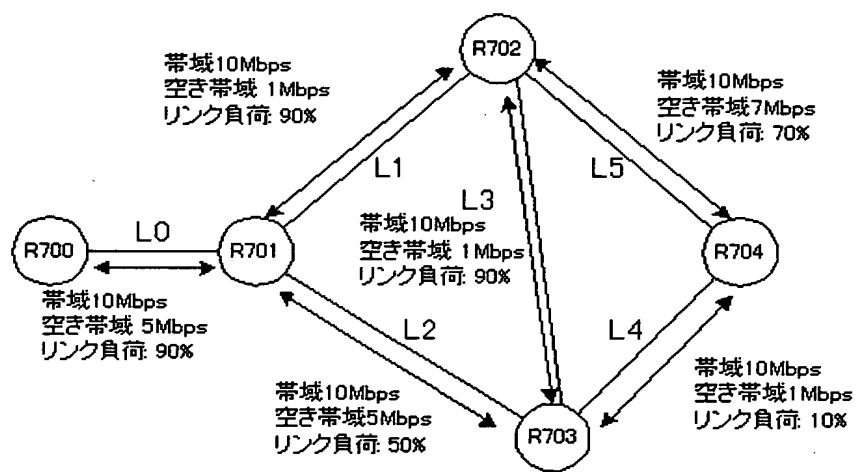 R702
帯域10Mbps
空き帯域 1Mbps
リンク負荷: 90%
帯域10Mbps
空き帯域7Mbps
リンク負荷: 70%
L1
L3
L5
帯域10Mbps
空き帯域 1Mbps
リンク負荷: 90%
R700
L0
R701
R704
帯域10Mbps
空き帯域 5Mbps
リンク負荷: 90%
L2
L4
帯域10Mbps
空き帯域5Mbps
リンク負荷: 50%
帯域10Mbps
空き帯域1Mbps
リンク負荷: 10%
R703